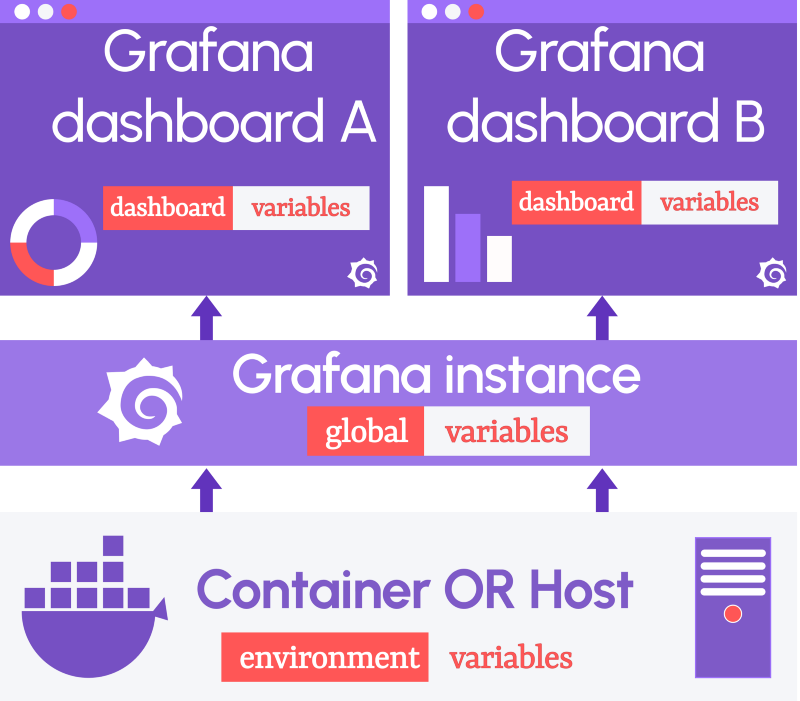 Grafana
dashboard A
dashboard variables
Grafana
dashboard B
dashboard variables
Grafana instance
global variables
Container OR Host
environment variables